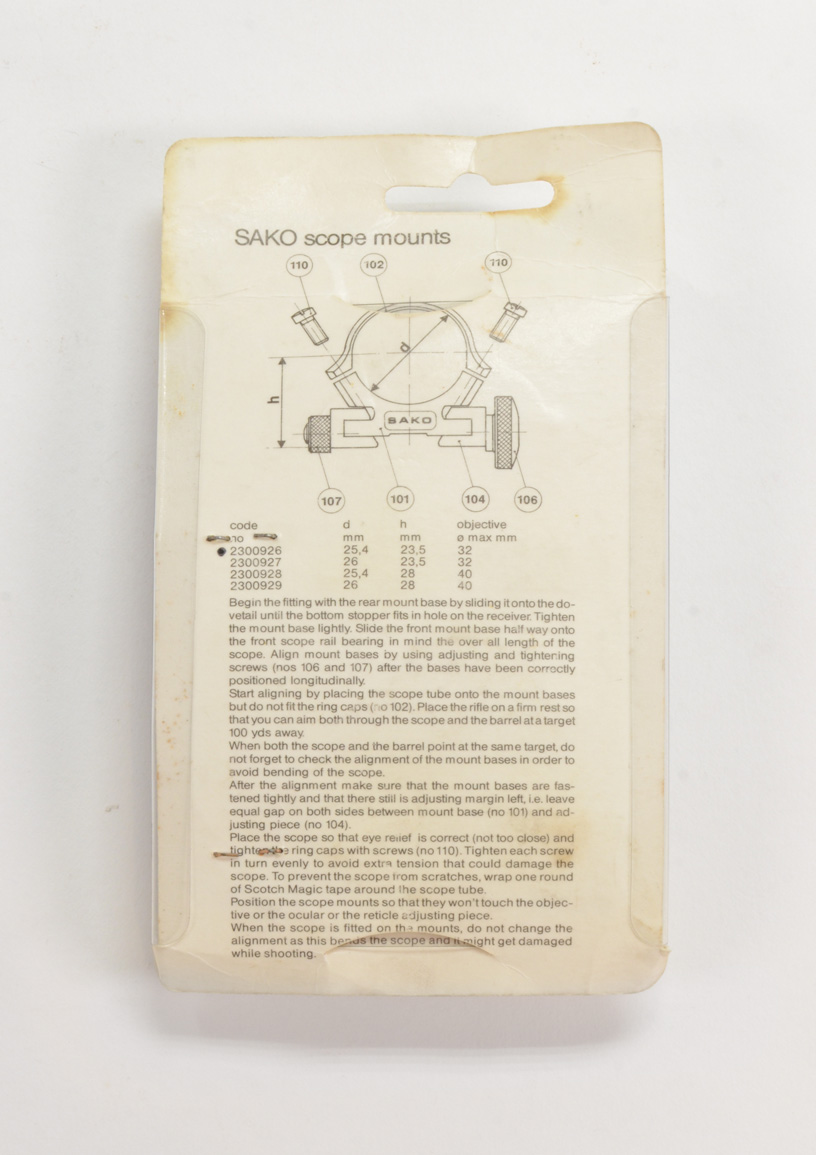 SAKO scope mounts
110 102 110
d
h
SAKO
107 101 104 106
code d h objective
no mm mm ø max mm
2300926 25,4 23,5 32
2300927 26 23,5 32
2300928 25,4 28 40
2300929 26 28 40
Begin the fitting with the rear mount base by sliding it onto the do-
vetail until the bottom stopper fits in hole on the receiver. Tighten
the mount base lightly. Slide the front mount base half way onto
the front scope rail bearing in mind the over all length of the
scope. Align mount bases by using adjusting and tightening
screws (nos 106 and 107) after the bases have been correctly
positioned longitudinally.
Start aligning by placing the scope tube onto the mount bases
but do not fit the ring caps (no 102). Place the rifle on a firm rest so
that you can aim both through the scope and the barrel at a target
100 yds away.
When both the scope and the barrel point at the same target, do
not forget to check the alignment of the mount bases in order to
avoid bending of the scope.
After the alignment make sure that the mount bases are fas-
tened tightly and that there still is adjusting margin left, i.e. leave
equal gap on both sides between mount base (no 101) and ad-
justing piece (no 104).
Place the scope so that eye relief is correct (not too close) and
tighten the ring caps with screws (no 110). Tighten each screw
in turn evenly to avoid extra tension that could damage the
scope. To prevent the scope from scratches, wrap one round
of Scotch Magic tape around the scope tube.
Position the scope mounts so that they won't touch the objec-
tive or the ocular or the reticle adjusting piece.
When the scope is fitted on the mounts, do not change the
alignment as this bends the scope and it might get damaged
while shooting.